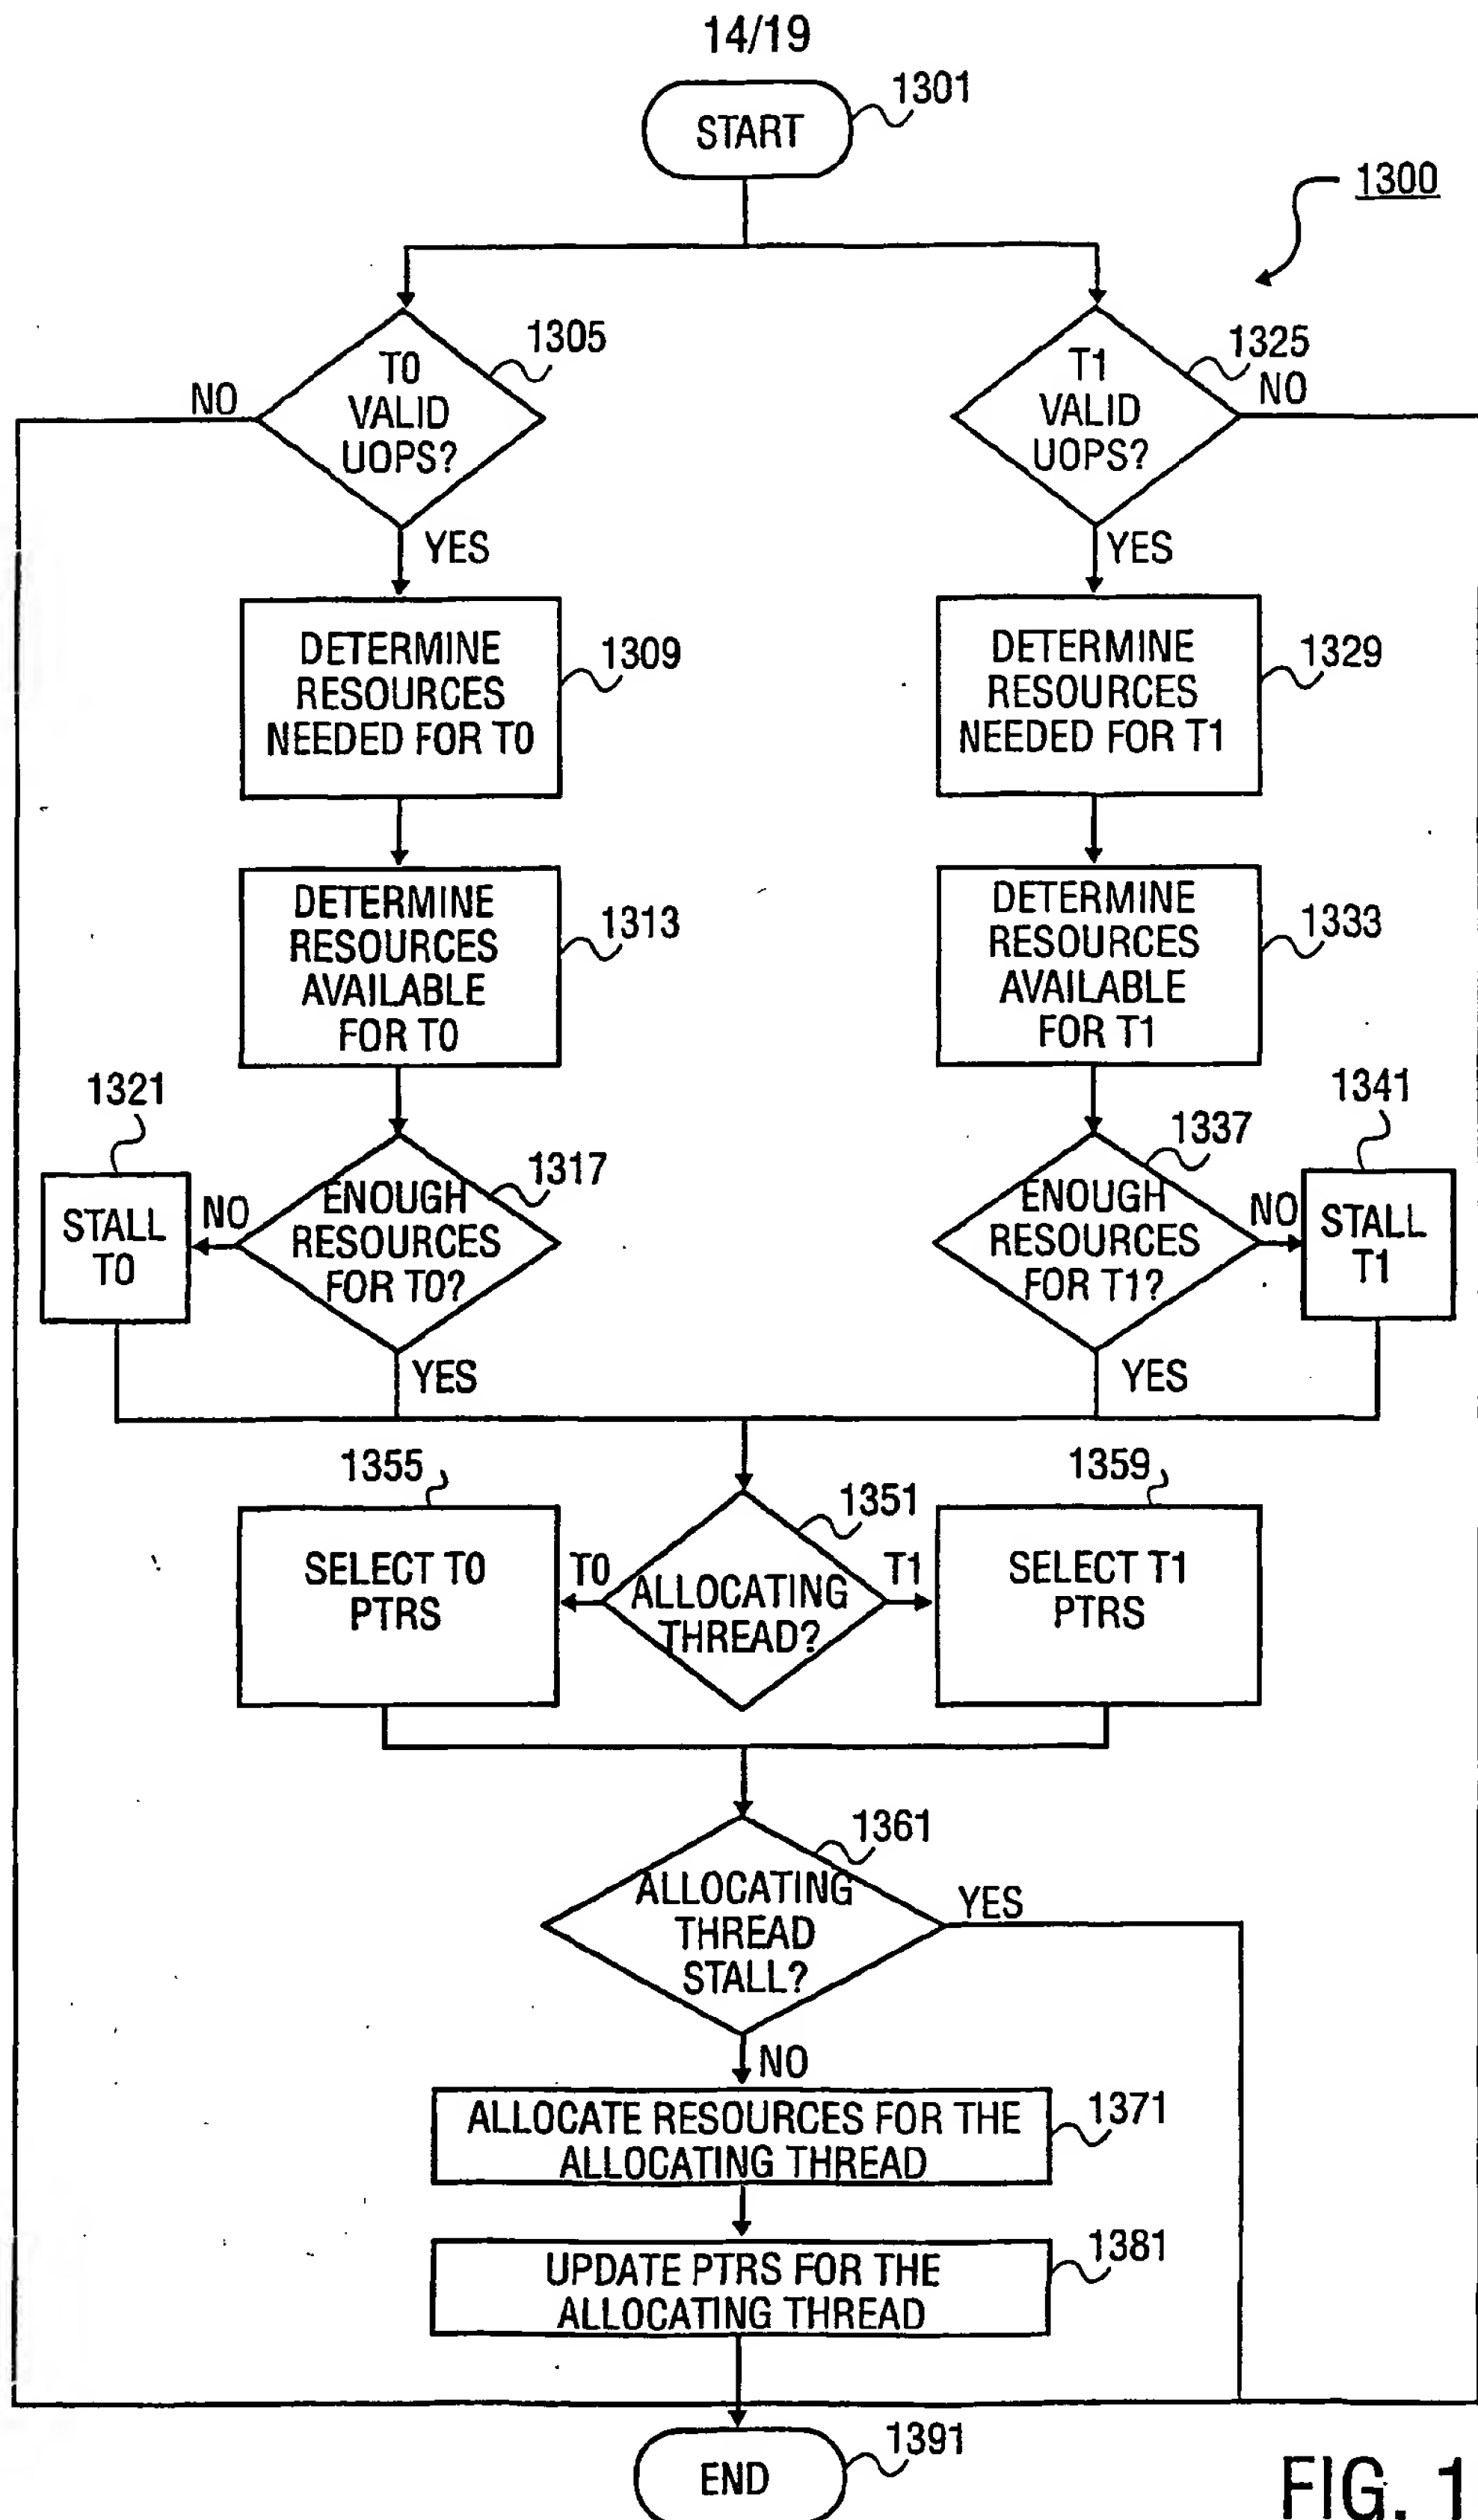 14/19
START
1301
1300
T0
VALID
UOPS?
1305
NO
YES
T1
VALID
UOPS?
1325
NO
YES
DETERMINE
RESOURCES
NEEDED FOR T0
1309
DETERMINE
RESOURCES
NEEDED FOR T1
1329
DETERMINE
RESOURCES
AVAILABLE
FOR T0
1313
DETERMINE
RESOURCES
AVAILABLE
FOR T1
1333
1321
STALL
T0
NO
ENOUGH
RESOURCES
FOR T0?
1317
YES
ENOUGH
RESOURCES
FOR T1?
1337
YES
NO
1341
STALL
T1
1355
SELECT T0
PTRS
T0
ALLOCATING
THREAD?
1351
T1
1359
SELECT T1
PTRS
ALLOCATING
THREAD
STALL?
1361
YES
NO
ALLOCATE RESOURCES FOR THE
ALLOCATING THREAD
1371
UPDATE PTRS FOR THE
ALLOCATING THREAD
1381
END
1391
FIG. 1